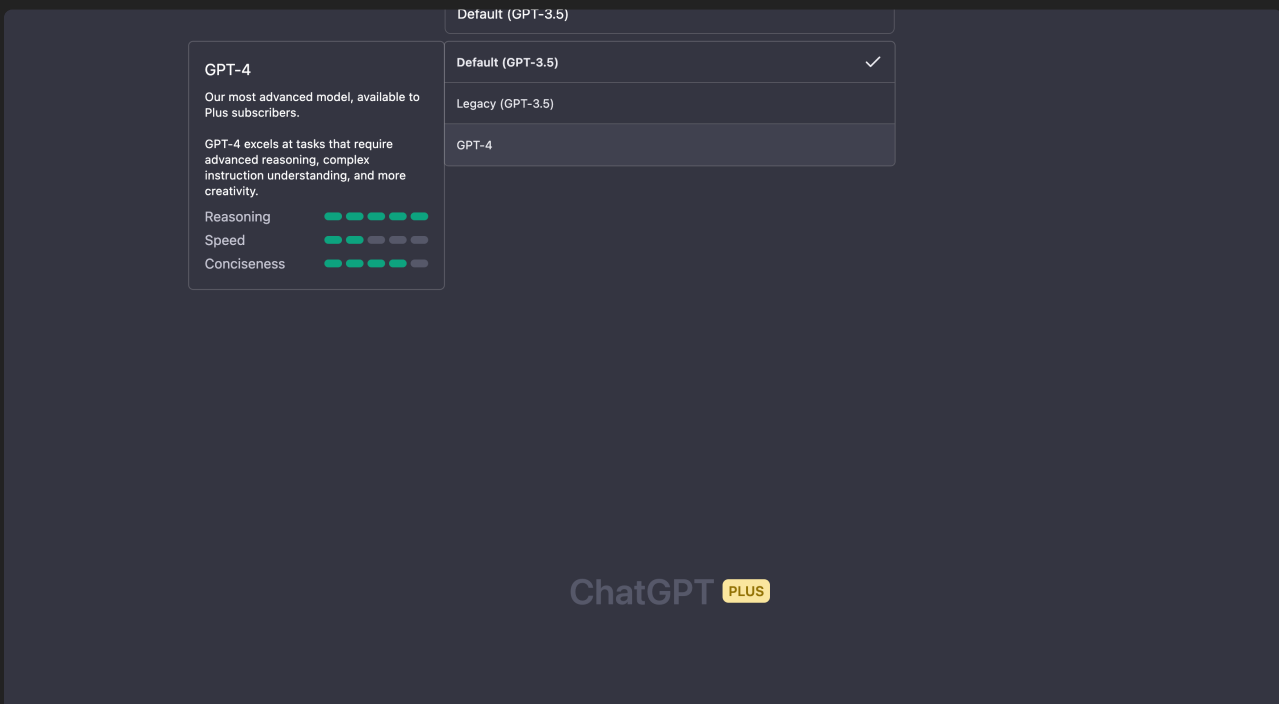 Default (GPT-3.5)
GPT-4
Our most advanced model, available to
Plus subscribers.
GPT-4 excels at tasks that require
advanced reasoning, complex
instruction understanding, and more
creativity.
Reasoning
Speed
Conciseness
Default (GPT-3.5)
Legacy (GPT-3.5)
GPT-4
ChatGPT PLUS